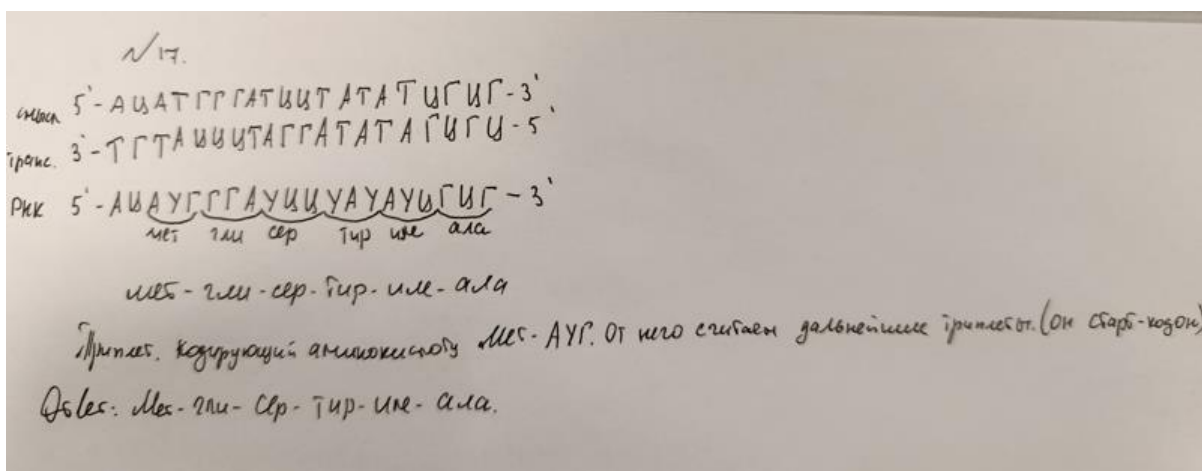 №17.
смысл 5'-АЦАТГГГАТЦЦТАТАТЦГЦГ-3'
транс. 3'-ТГТАЦЦЦТАГГАТАТАГЦГЦ-5'
РНК 5'-АЦАУГГГАУЦЦУАУАУЦГЦГ-3'
мет гли сер тир иле ала
мет-гли-сер-тир-иле-ала
Триплет, кодирующий аминокислоту Мет-АУГ. От него считаем дальнейшие триплеты. (он старт-кодон)
Ответ: Мет-гли-сер-тир-иле-ала.